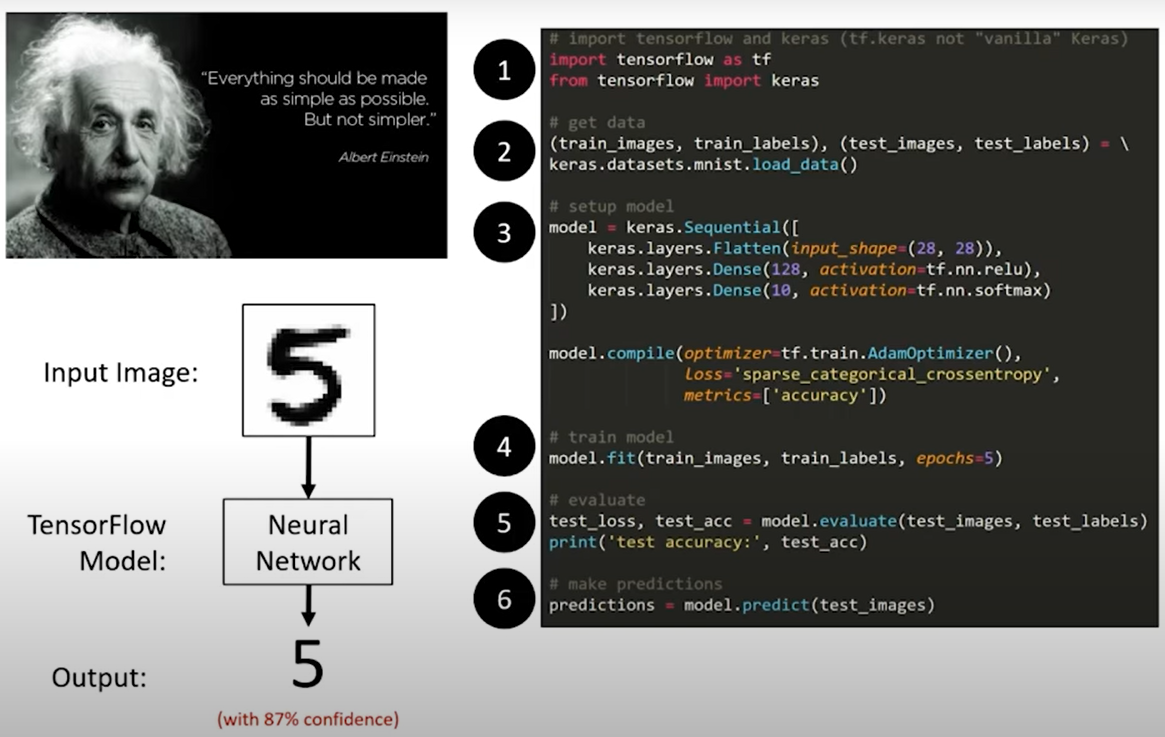 “Everything should be made
as simple as possible.
But not simpler.”
Albert Einstein
Input Image:
5
TensorFlow
Model:
Neural
Network
Output:
5
(with 87% confidence)
1
# import tensorflow and keras (tf.keras not "vanilla" Keras)
import tensorflow as tf
from tensorflow import keras
2
# get data
(train_images, train_labels), (test_images, test_labels) = \
keras.datasets.mnist.load_data()
3
# setup model
model = keras.Sequential([
    keras.layers.Flatten(input_shape=(28, 28)),
    keras.layers.Dense(128, activation=tf.nn.relu),
    keras.layers.Dense(10, activation=tf.nn.softmax)
])
model.compile(optimizer=tf.train.AdamOptimizer(),
              loss='sparse_categorical_crossentropy',
              metrics=['accuracy'])
4
# train model
model.fit(train_images, train_labels, epochs=5)
5
# evaluate
test_loss, test_acc = model.evaluate(test_images, test_labels)
print('test accuracy:', test_acc)
6
# make predictions
predictions = model.predict(test_images)